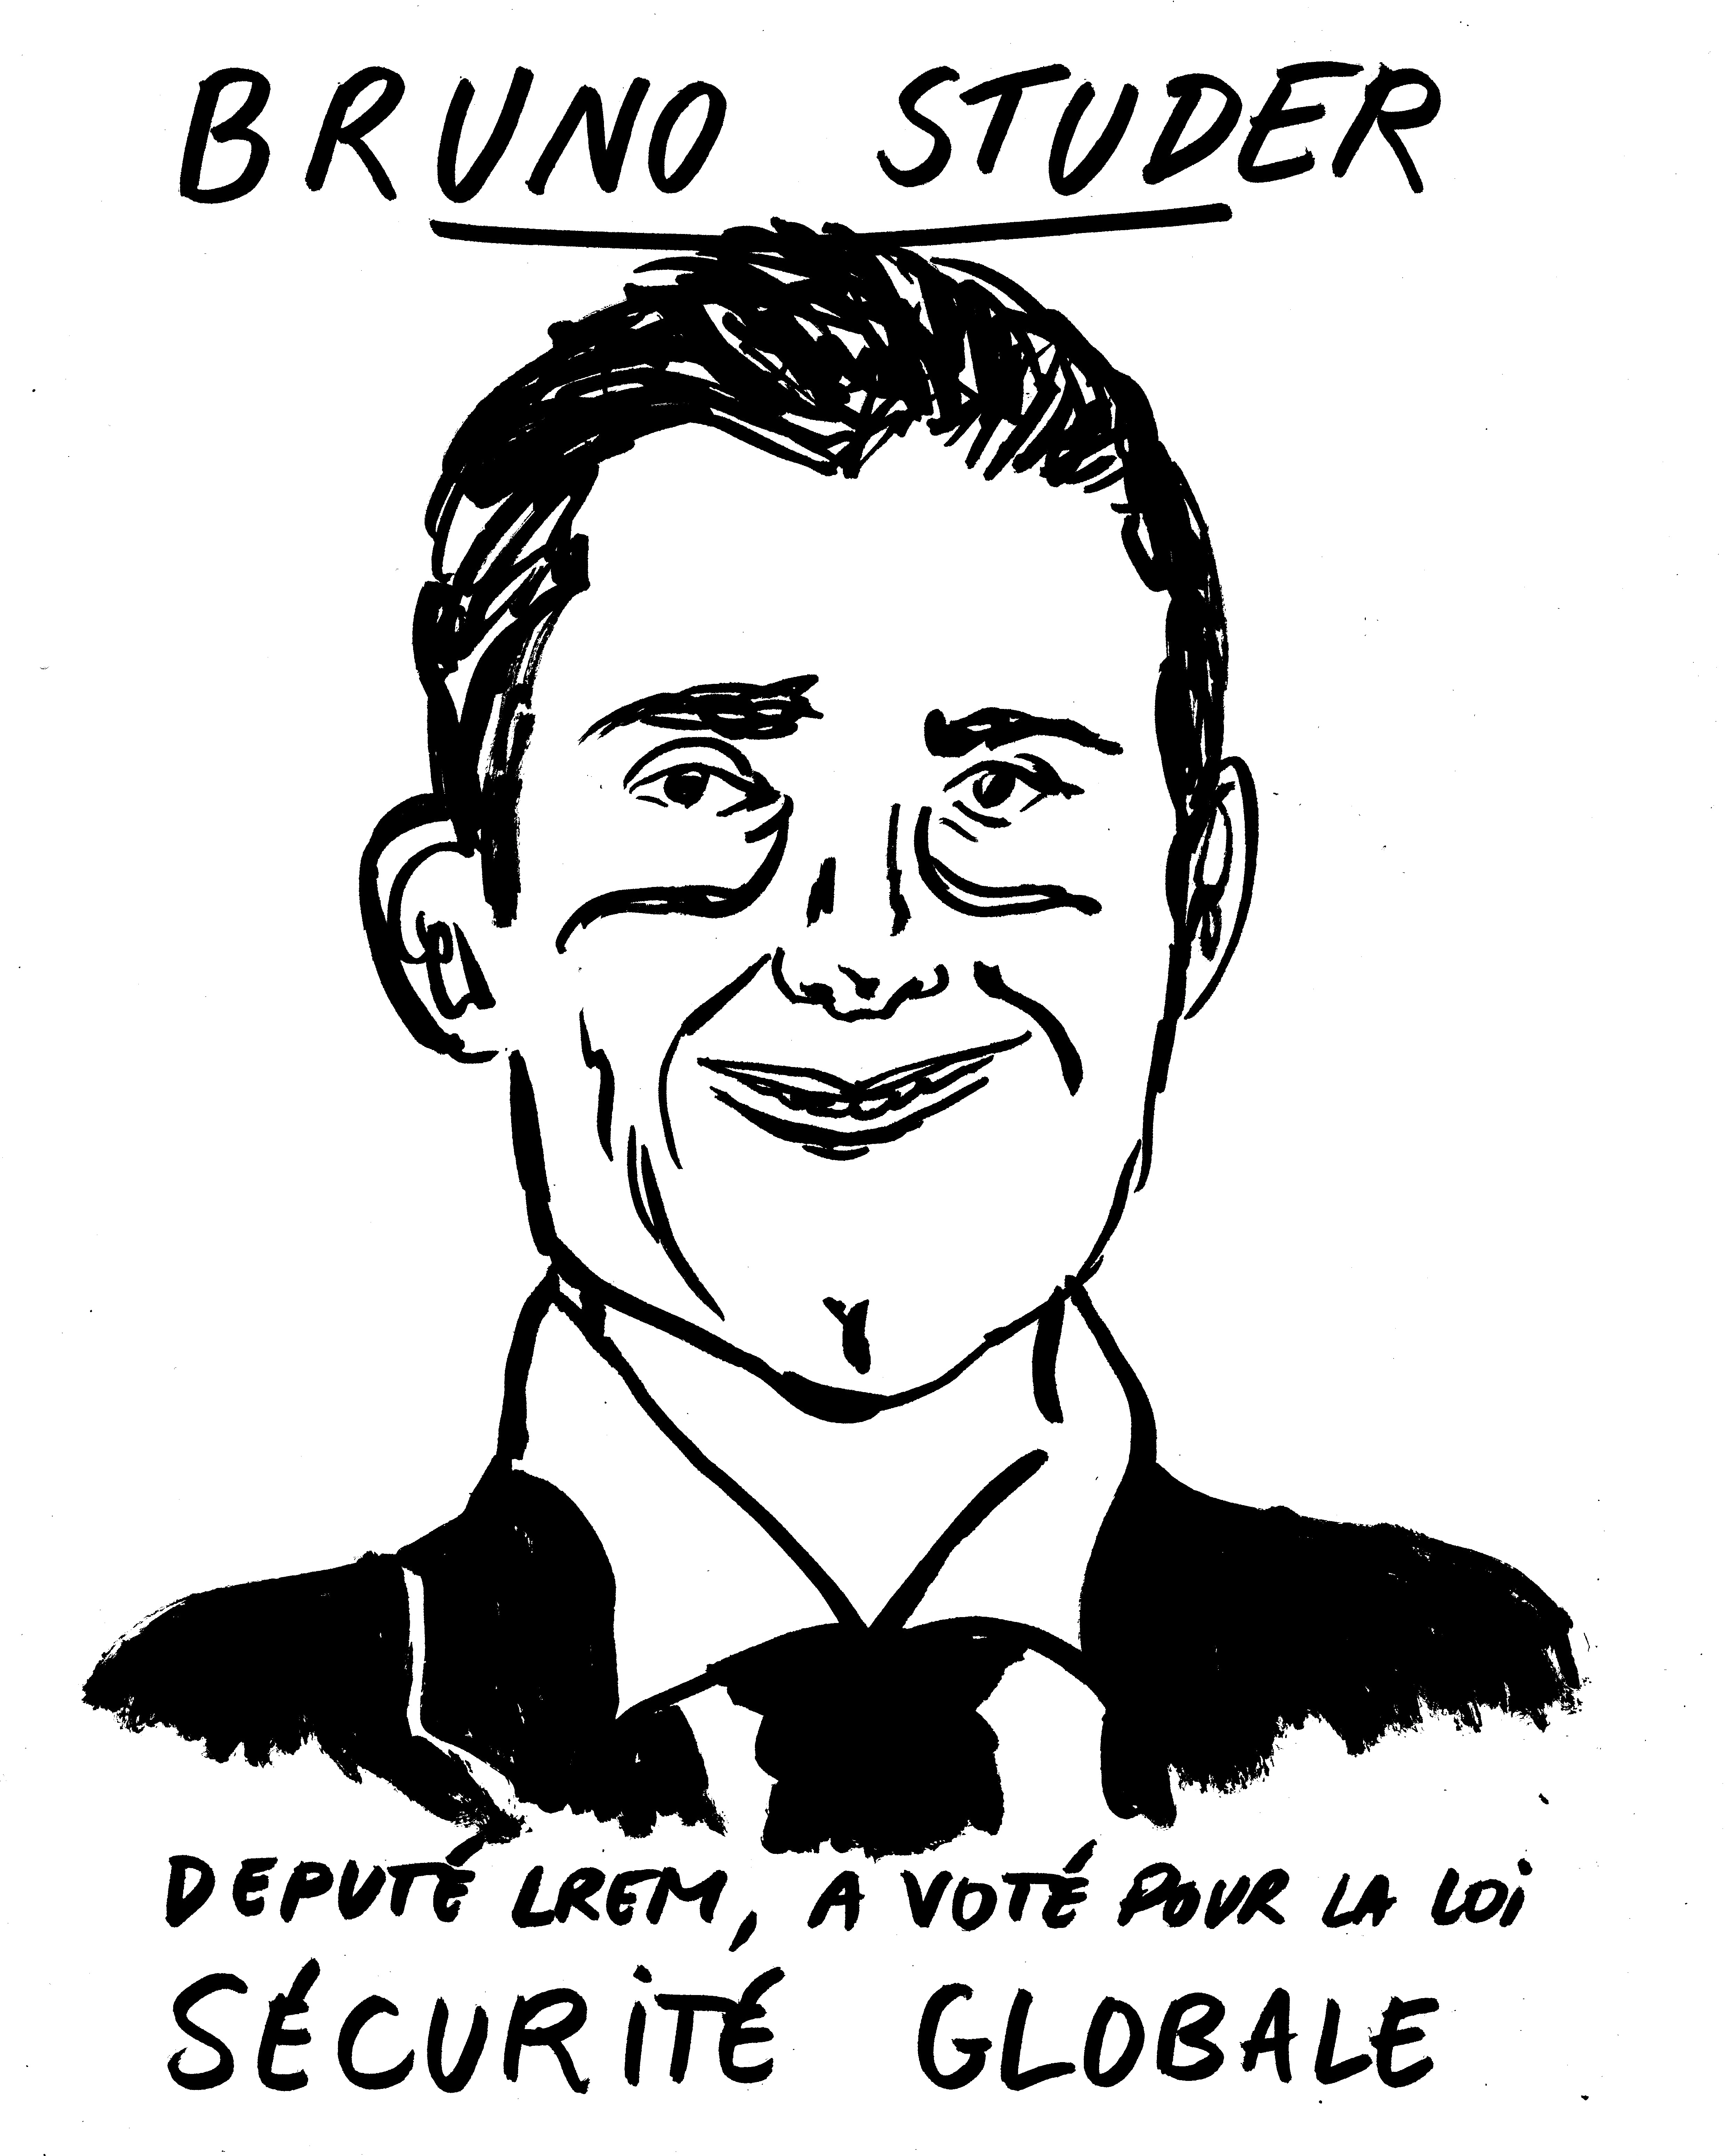 BRUNO STUDER
DEPUTÉ LREM, A VOTÉ POUR LA LOI
SÉCURITÉ GLOBALE